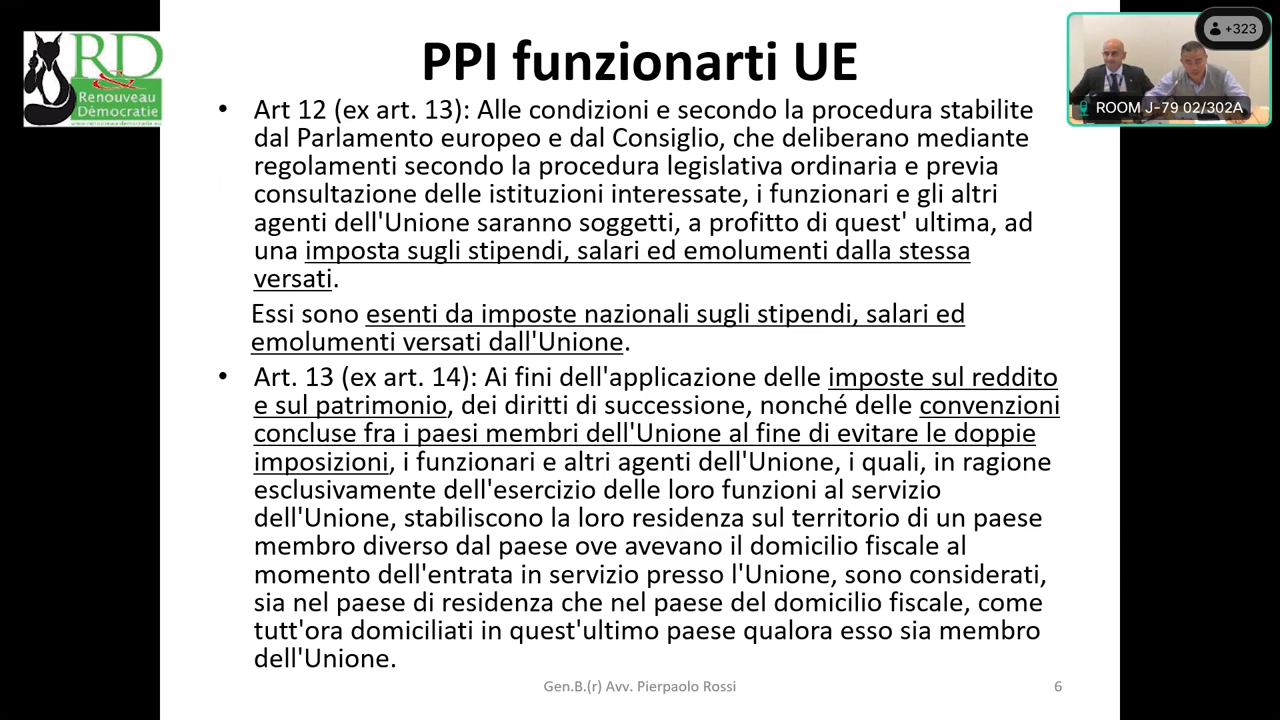 PPI funzionarti UE
RD
Renouveau
Démocratie
+323
ROOM J-79 02/302A
• Art 12 (ex art. 13): Alle condizioni e secondo la procedura stabilite
dal Parlamento europeo e dal Consiglio, che deliberano mediante
regolamenti secondo la procedura legislativa ordinaria e previa
consultazione delle istituzioni interessate, i funzionari e gli altri
agenti dell'Unione saranno soggetti, a profitto di quest' ultima, ad
una imposta sugli stipendi, salari ed emolumenti dalla stessa
versati.
Essi sono esenti da imposte nazionali sugli stipendi, salari ed
emolumenti versati dall'Unione.
• Art. 13 (ex art. 14): Ai fini dell'applicazione delle imposte sul reddito
e sul patrimonio, dei diritti di successione, nonché delle convenzioni
concluse fra i paesi membri dell'Unione al fine di evitare le doppie
imposizioni, i funzionari e altri agenti dell'Unione, i quali, in ragione
esclusivamente dell'esercizio delle loro funzioni al servizio
dell'Unione, stabiliscono la loro residenza sul territorio di un paese
membro diverso dal paese ove avevano il domicilio fiscale al
momento dell'entrata in servizio presso l'Unione, sono considerati,
sia nel paese di residenza che nel paese del domicilio fiscale, come
tutt'ora domiciliati in quest'ultimo paese qualora esso sia membro
dell'Unione.
Gen.B.(r) Avv. Pierpaolo Rossi
6